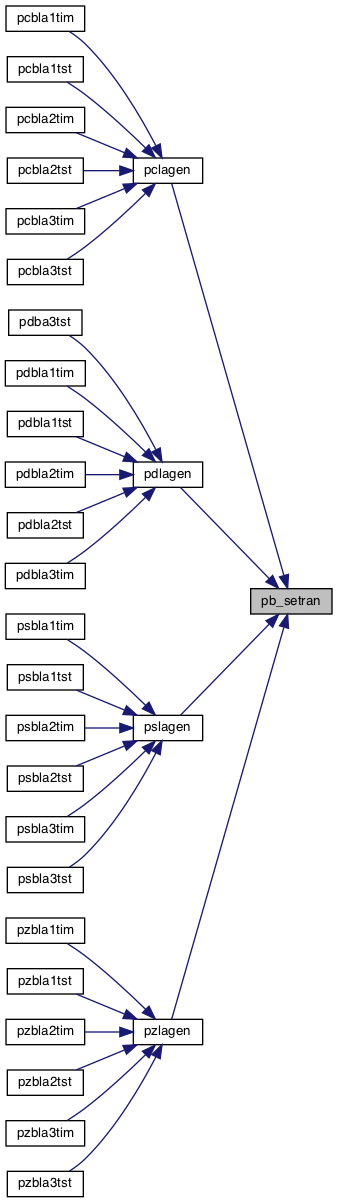 pcbla1tim
pcbla1tst
pcbla2tim
pcbla2tst
pclagen
pcbla3tim
pcbla3tst
pdba3tst
pdbla1tim
pdbla1tst
pdbla2tim
pdlagen
pdbla2tst
pdbla3tim
pb_setran
psbla1tim
psbla1tst
psbla2tim
pslagen
psbla2tst
psbla3tim
psbla3tst
pzbla1tim
pzbla1tst
pzbla2tim
pzlagen
pzbla2tst
pzbla3tim
pzbla3tst